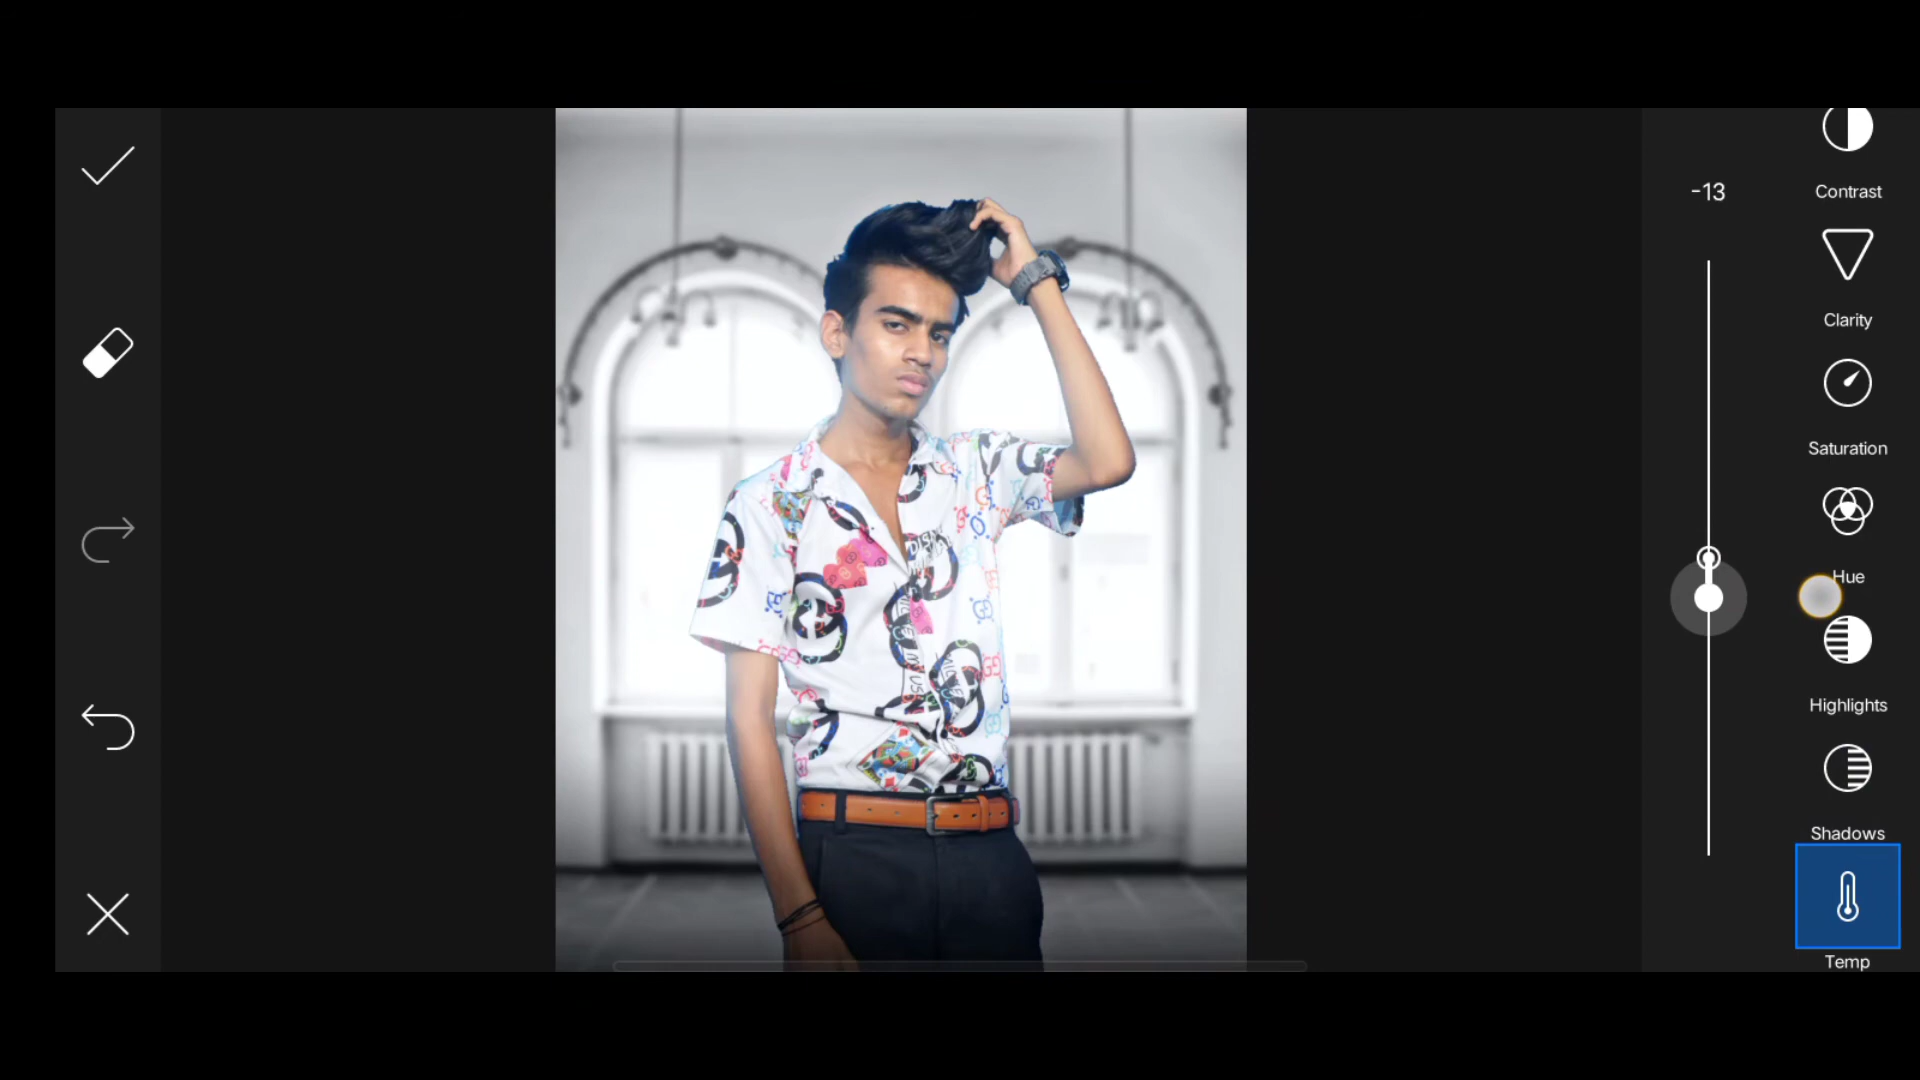 -13
Contrast
Clarity
Saturation
Hue
Highlights
Shadows
Temp